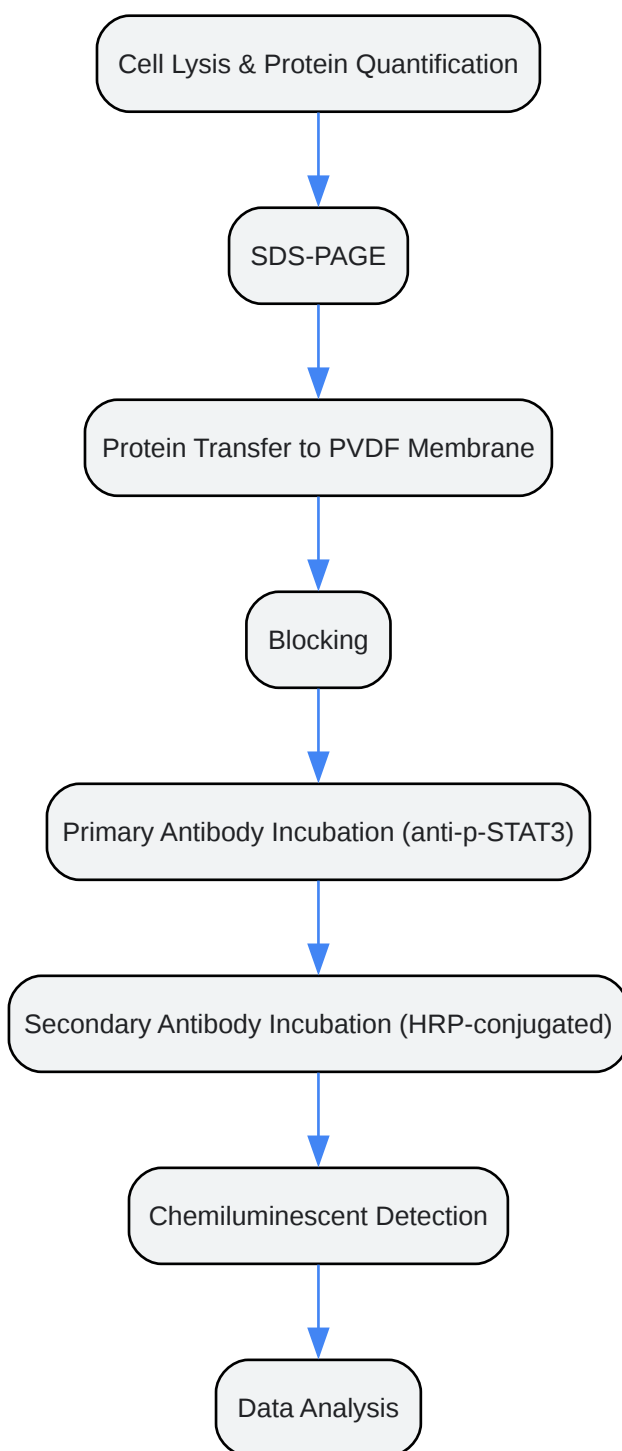 Cell Lysis & Protein Quantification
SDS-PAGE
Protein Transfer to PVDF Membrane
Blocking
Primary Antibody Incubation (anti-p-STAT3)
Secondary Antibody Incubation (HRP-conjugated)
Chemiluminescent Detection
Data Analysis